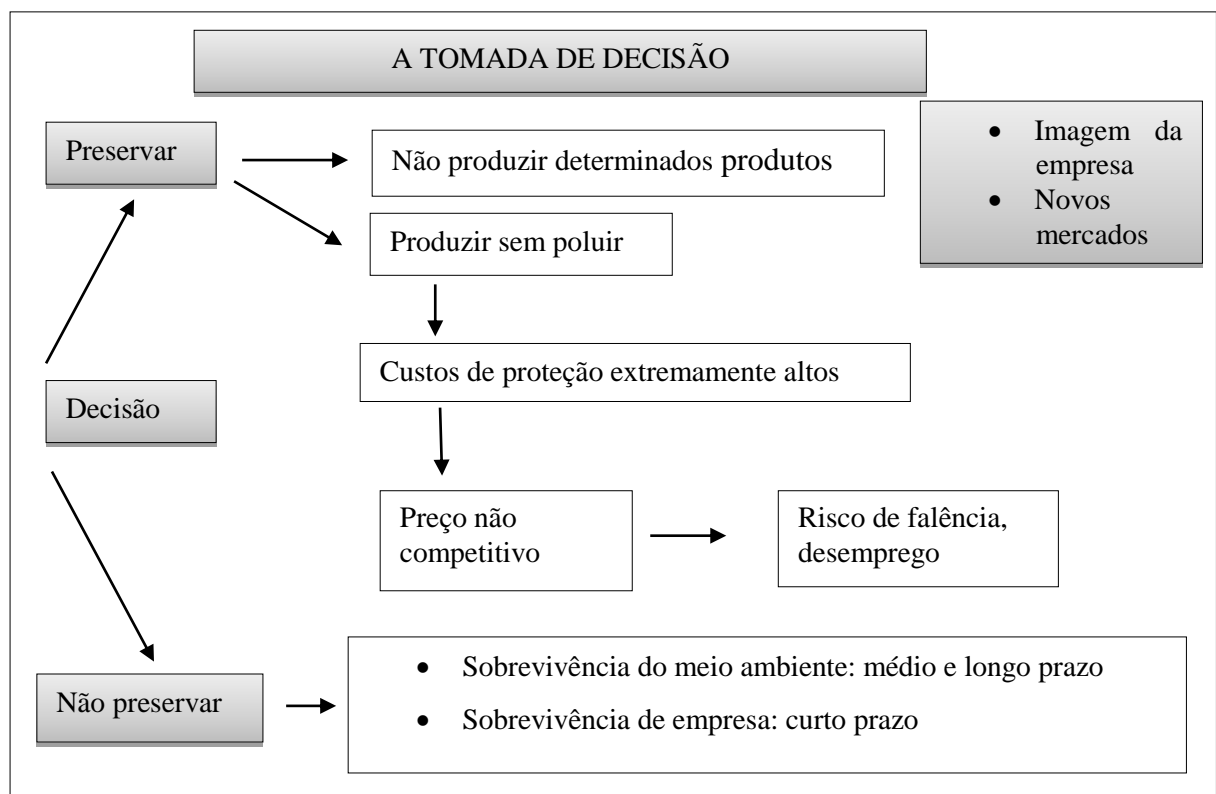 A TOMADA DE DECISÃO
Preservar
Não produzir determinados produtos
• Imagem da
empresa
• Novos
mercados
Produzir sem poluir
Custos de proteção extremamente altos
Decisão
Preço não
competitivo
Risco de falência,
desemprego
Não preservar
• Sobrevivência do meio ambiente: médio e longo prazo
• Sobrevivência de empresa: curto prazo